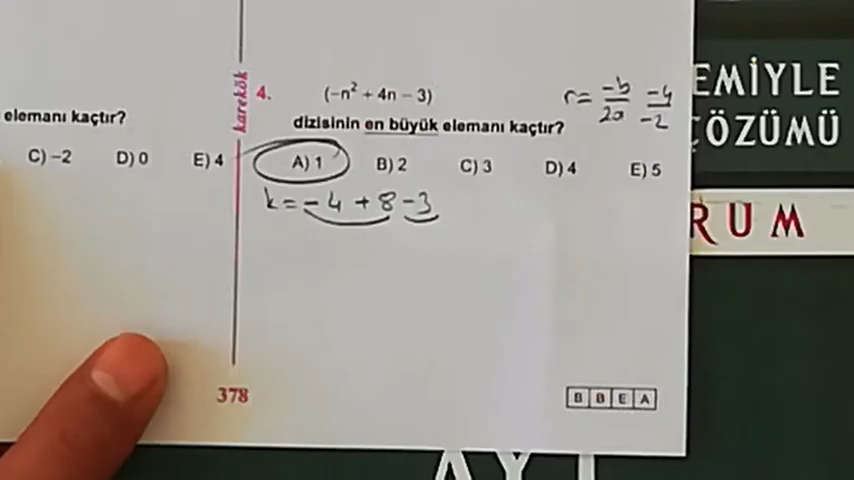 elemanı kaçtır?
C) –2 D) 0 E) 4
karekök
4. (–n² + 4n – 3)
dizisinin en büyük elemanı kaçtır?
A) 1 B) 2 C) 3 D) 4 E) 5
r = -b/2a -4/-2
k = -4 + 8 - 3
378
B B E A
EMİYLE
ÇÖZÜMÜ
RUM
AYT